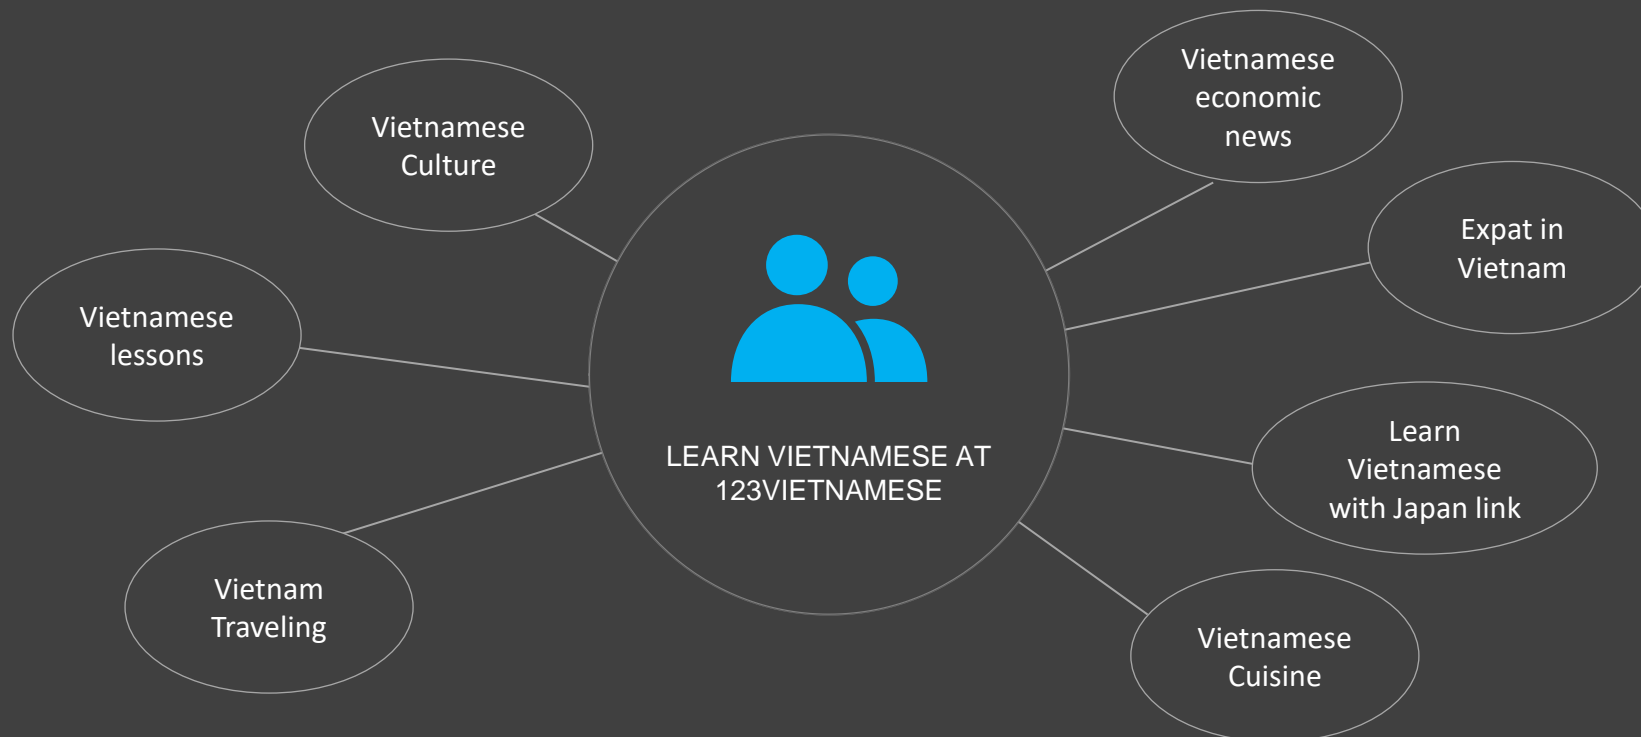 Vietnamese
Culture
Vietnamese
lessons
Vietnam
Traveling
LEARN VIETNAMESE AT
123VIETNAMESE
Vietnamese
economic
news
Expat in
Vietnam
Learn
Vietnamese
with Japan link
Vietnamese
Cuisine